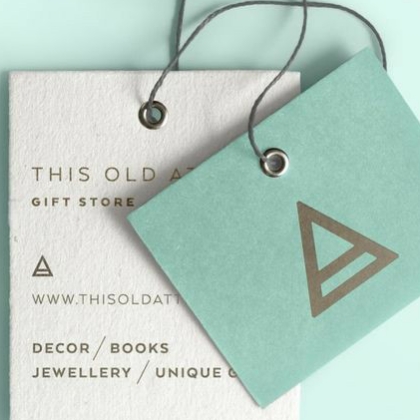 THIS OLD AT
GIFT STORE
WWW.THISOLDATT
DECOR / BOOKS
JEWELLERY / UNIQUE G